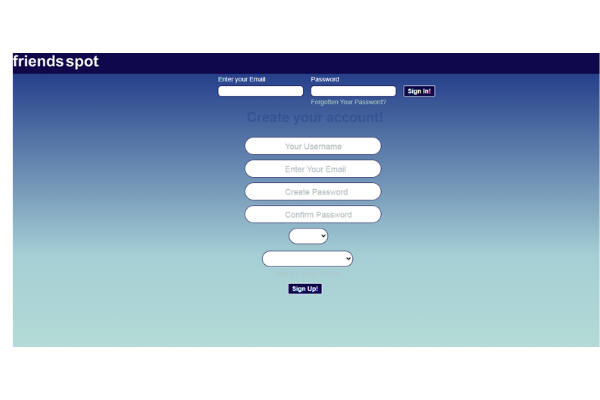 friendsspot
Enter your Email Password
Sign In!
Forgotten Your Password?
Create your account!
Your Username
Enter Your Email
Create Password
Confirm Password
Sign Up!